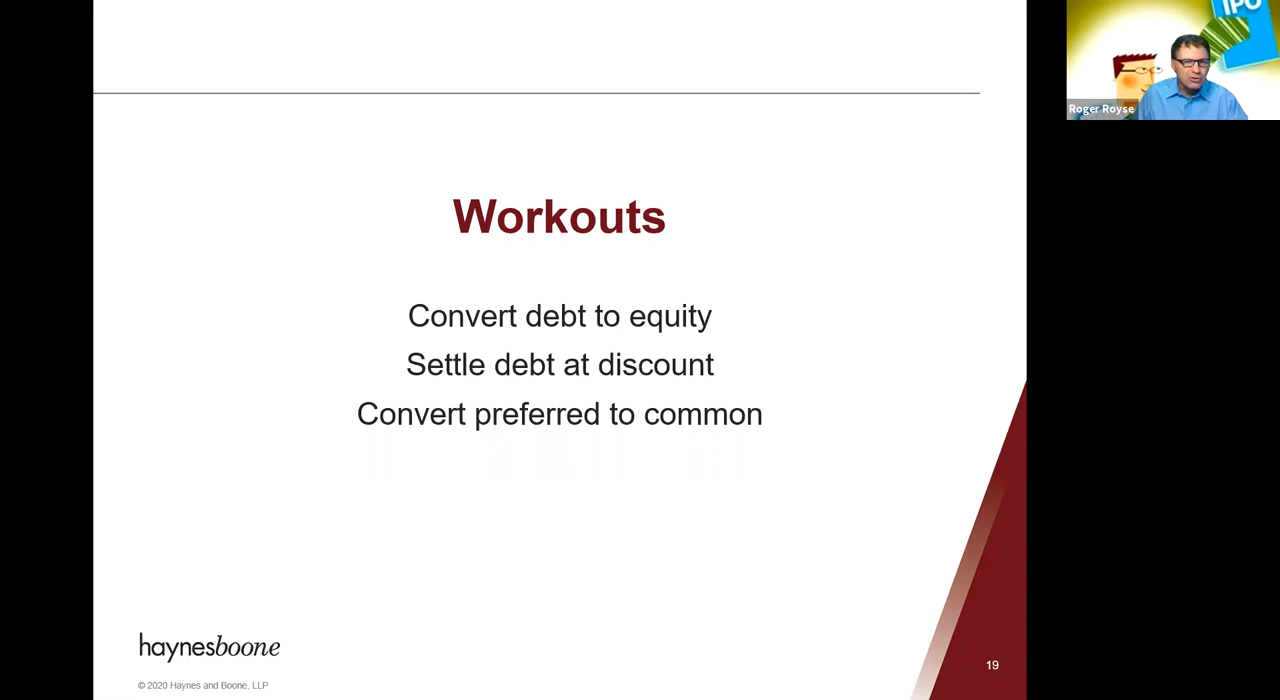 IPO
Roger Royse
Workouts
Convert debt to equity
Settle debt at discount
Convert preferred to common
haynesboone
© 2020 Haynes and Boone, LLP
19